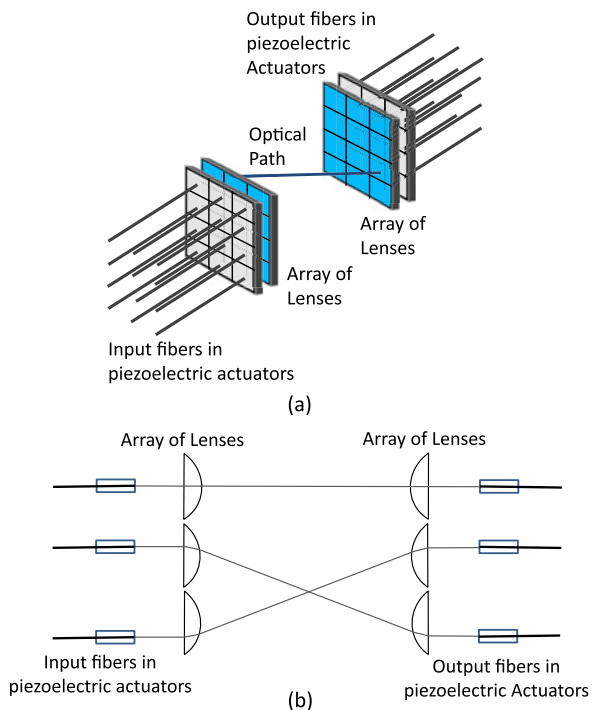 Output fibers in
piezoelectric
Actuators
Optical
Path
Array of
Lenses
Array of
Lenses
Input fibers in
piezoelectric actuators
(a)
Array of Lenses
Array of Lenses
Input fibers in
piezoelectric actuators
Output fibers in
piezoelectric Actuators
(b)